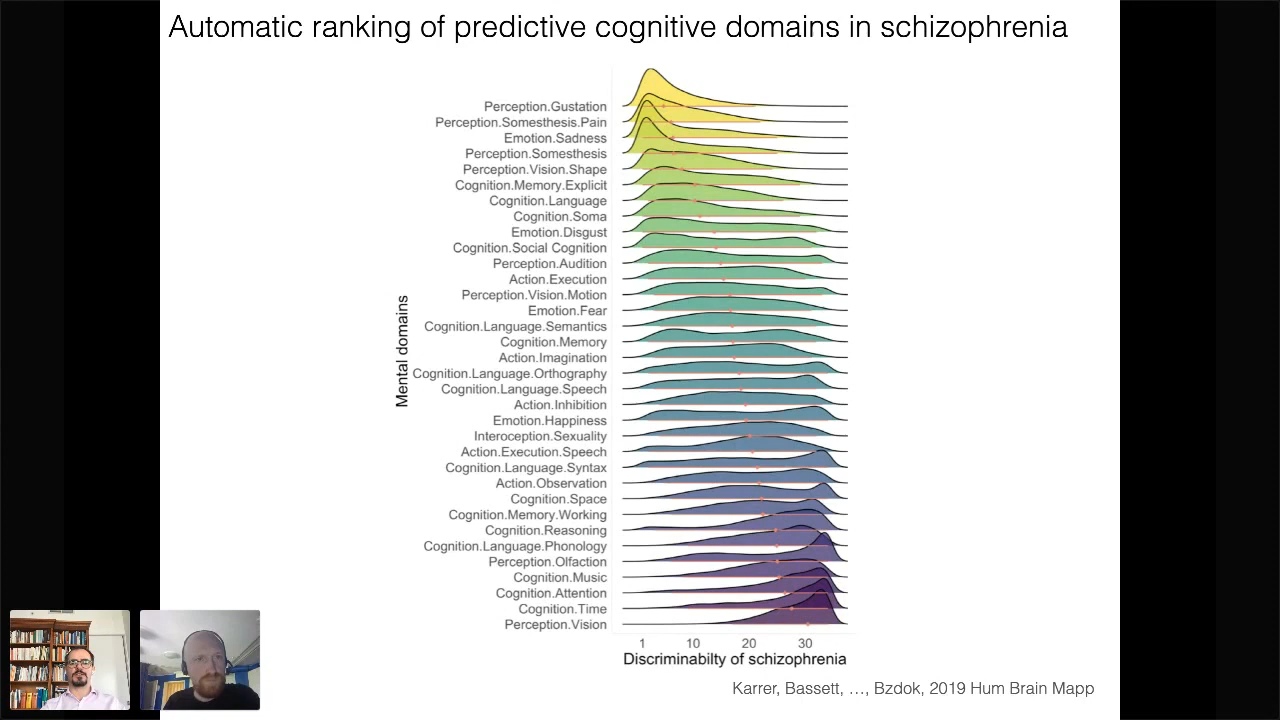 Automatic ranking of predictive cognitive domains in schizophrenia
Mental domains
Perception.Gustation
Perception.Somesthesis.Pain
Emotion.Sadness
Perception.Somesthesis
Perception.Vision.Shape
Cognition.Memory.Explicit
Cognition.Language
Cognition.Soma
Emotion.Disgust
Cognition.Social Cognition
Perception.Audition
Action.Execution
Perception.Vision.Motion
Emotion.Fear
Cognition.Language.Semantics
Cognition.Memory
Action.Imagination
Cognition.Language.Orthography
Cognition.Language.Speech
Action.Inhibition
Emotion.Happiness
Interoception.Sexuality
Action.Execution.Speech
Cognition.Language.Syntax
Action.Observation
Cognition.Space
Cognition.Memory.Working
Cognition.Reasoning
Cognition.Language.Phonology
Perception.Olfaction
Cognition.Music
Cognition.Attention
Cognition.Time
Perception.Vision
1 10 20 30
Discriminabilty of schizophrenia
Karrer, Bassett, …, Bzdok, 2019 Hum Brain Mapp